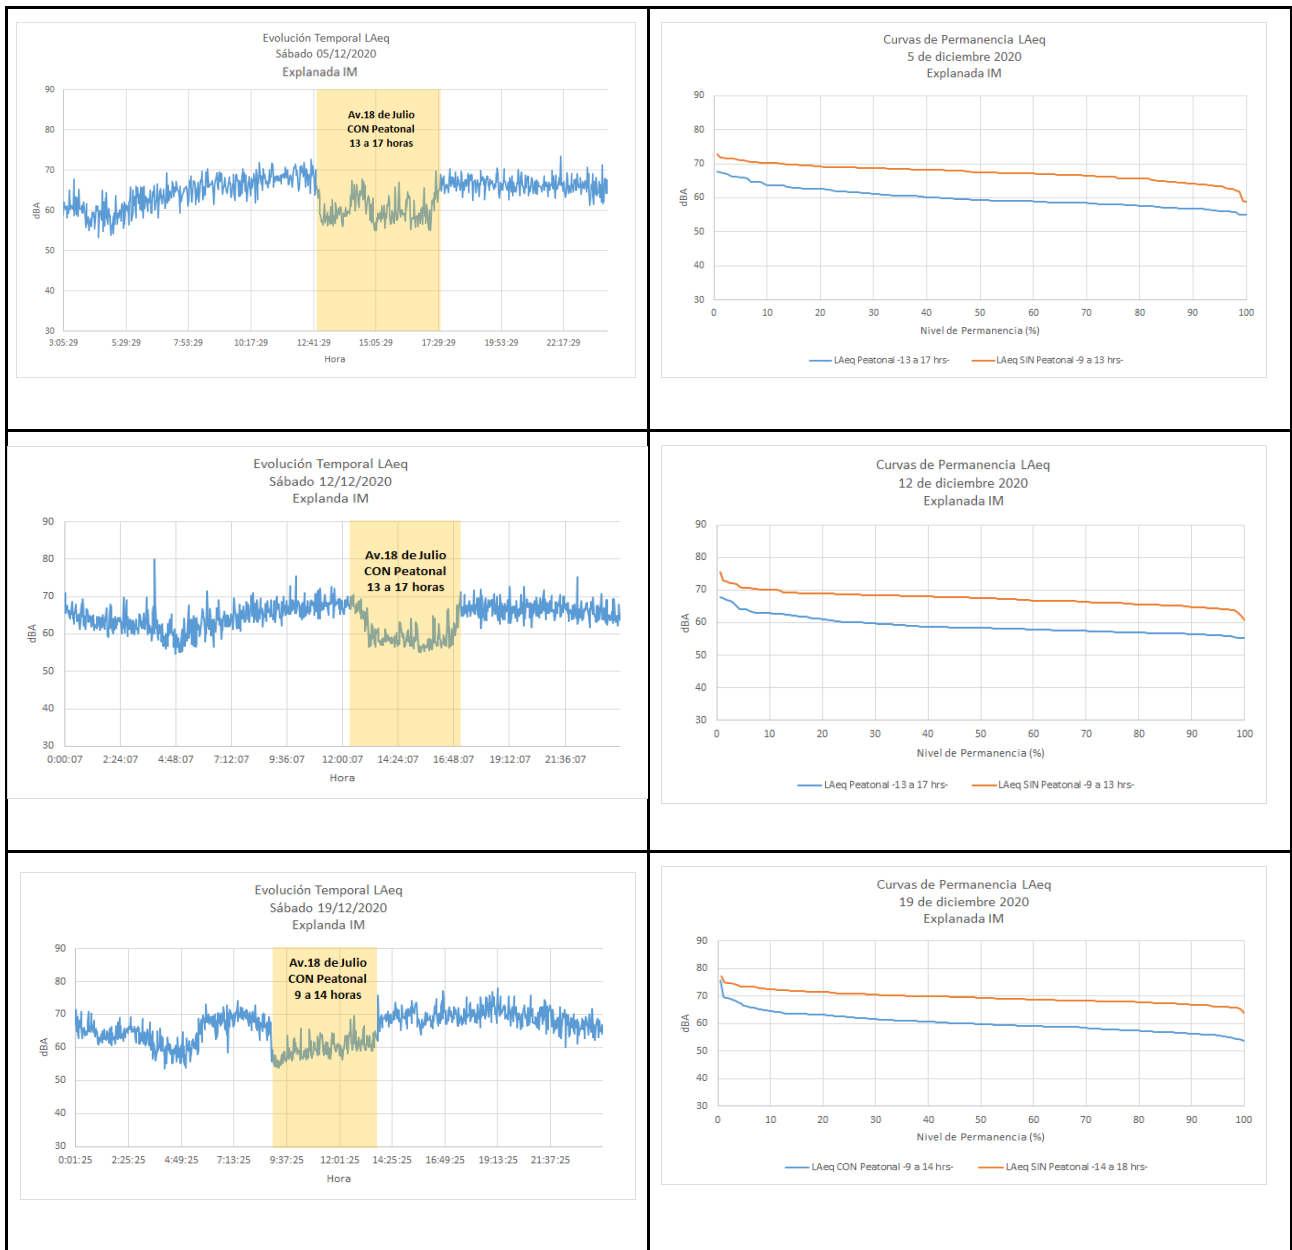 Evolución Temporal LAeq
Sábado 05/12/2020
Explanada IM
90
80
70
60
50
40
30
dBA
Av.18 de Julio
CON Peatonal
13 a 17 horas
3:05:29 5:29:29 7:53:29 10:17:29 12:41:29 15:05:29 17:29:29 19:53:29 22:17:29
Hora
Curvas de Permanencia LAeq
5 de diciembre 2020
Explanada IM
90
80
70
60
50
40
30
dBA
0 10 20 30 40 50 60 70 80 90 100
Nivel de Permanencia (%)
LAeq Peatonal -13 a 17 hrs- LAeq SIN Peatonal -9 a 13 hrs-
Evolución Temporal LAeq
Sábado 12/12/2020
Explanda IM
90
80
70
60
50
40
30
dBA
Av.18 de Julio
CON Peatonal
13 a 17 horas
0:00:07 2:24:07 4:48:07 7:12:07 9:36:07 12:00:07 14:24:07 16:48:07 19:12:07 21:36:07
Hora
Curvas de Permanencia LAeq
12 de diciembre 2020
Explanada IM
90
80
70
60
50
40
30
dBA
0 10 20 30 40 50 60 70 80 90 100
Nivel de Permanencia (%)
LAeq Peatonal -13 a 17 hrs- LAeq SIN Peatonal -9 a 13 hrs-
Evolución Temporal LAeq
Sábado 19/12/2020
Explanda IM
90
80
70
60
50
40
30
dBA
Av.18 de Julio
CON Peatonal
9 a 14 horas
0:01:25 2:25:25 4:49:25 7:13:25 9:37:25 12:01:25 14:25:25 16:49:25 19:13:25 21:37:25
Hora
Curvas de Permanencia LAeq
19 de diciembre 2020
Explanada IM
90
80
70
60
50
40
30
dBA
0 10 20 30 40 50 60 70 80 90 100
Nivel de Permanencia (%)
LAeq CON Peatonal -9 a 14 hrs- LAeq SIN Peatonal -14 a 18 hrs-